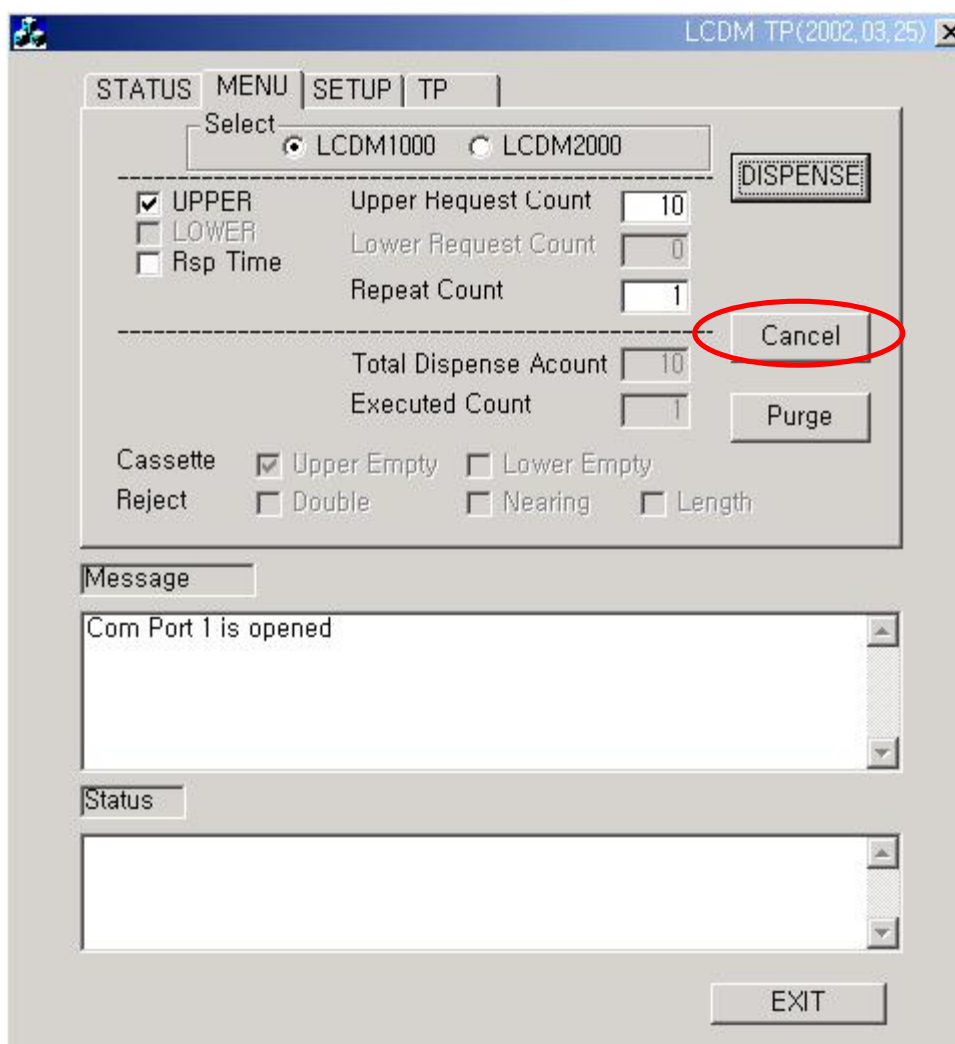 LCDM TP(2002,03,25)
STATUS MENU SETUP TP
Select
LCDM1000 LCDM2000
DISPENSE
UPPER Upper Request Count 10
LOWER Lower Request Count 0
Rsp Time
Repeat Count 1
Cancel
Total Dispense Acount 10
Executed Count 1
Purge
Cassette Upper Empty Lower Empty
Reject Double Nearing Length
Message
Com Port 1 is opened
Status
EXIT